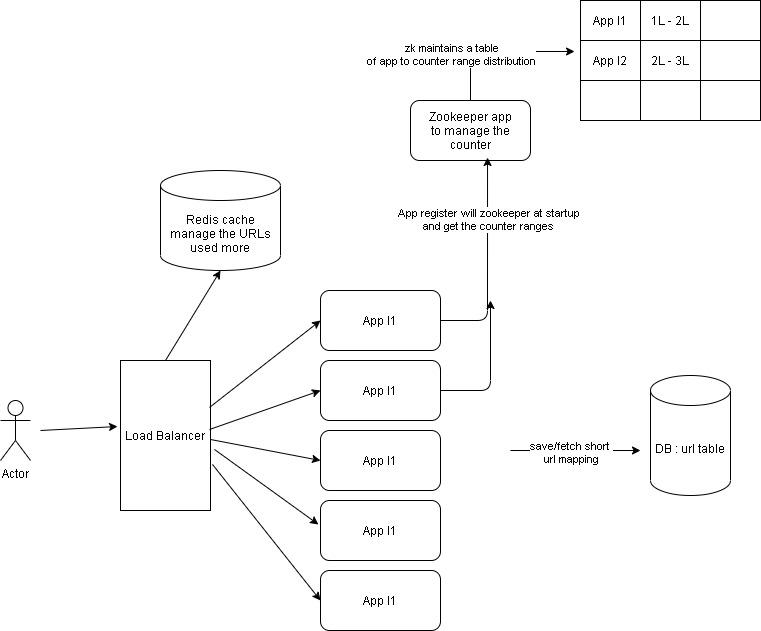 App I1
1L - 2L
App I2
2L - 3L
zk maintains a table
of app to counter range distribution
Zookeeper app
to manage the
counter
App register will zookeeper at startup
and get the counter ranges
Redis cache
manage the URLs
used more
App I1
App I1
App I1
App I1
App I1
Load Balancer
Actor
save/fetch short
url mapping
DB : url table